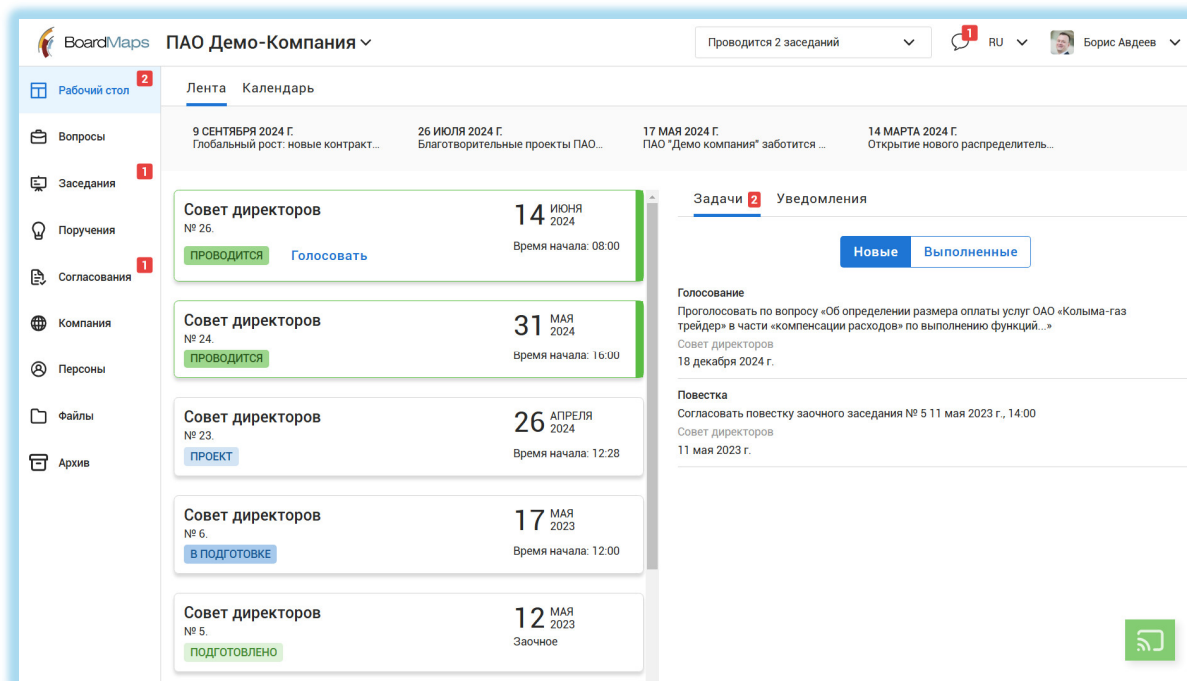 BoardMaps
ПАО Демо-Компания
Проводится 2 заседаний
1
RU
Борис Авдеев
Рабочий стол
2
Вопросы
Заседания
1
Поручения
Согласования
1
Компания
Персоны
Файлы
Архив
Лента
Календарь
9 СЕНТЯБРЯ 2024 Г.
Глобальный рост: новые контракт...
26 ИЮЛЯ 2024 Г.
Благотворительные проекты ПАО...
17 МАЯ 2024 Г.
ПАО "Демо компания" заботится ...
14 МАРТА 2024 Г.
Открытие нового распределитель...
Совет директоров
№ 26.
ПРОВОДИТСЯ
Голосовать
14 ИЮНЯ
2024
Время начала: 08:00
Совет директоров
№ 24.
ПРОВОДИТСЯ
31 МАЯ
2024
Время начала: 16:00
Совет директоров
№ 23.
ПРОЕКТ
26 АПРЕЛЯ
2024
Время начала: 12:28
Совет директоров
№ 6.
В ПОДГОТОВКЕ
17 МАЯ
2023
Время начала: 12:00
Совет директоров
№ 5.
ПОДГОТОВЛЕНО
12 МАЯ
2023
Заочное
Задачи 2
Уведомления
Новые
Выполненные
Голосование
Проголосовать по вопросу «Об определении размера оплаты услуг ОАО «Колыма-газ
трейдер» в части «компенсации расходов» по выполнению функций...»
Совет директоров
18 декабря 2024 г.
Повестка
Согласовать повестку заочного заседания № 5 11 мая 2023 г., 14:00
Совет директоров
11 мая 2023 г.